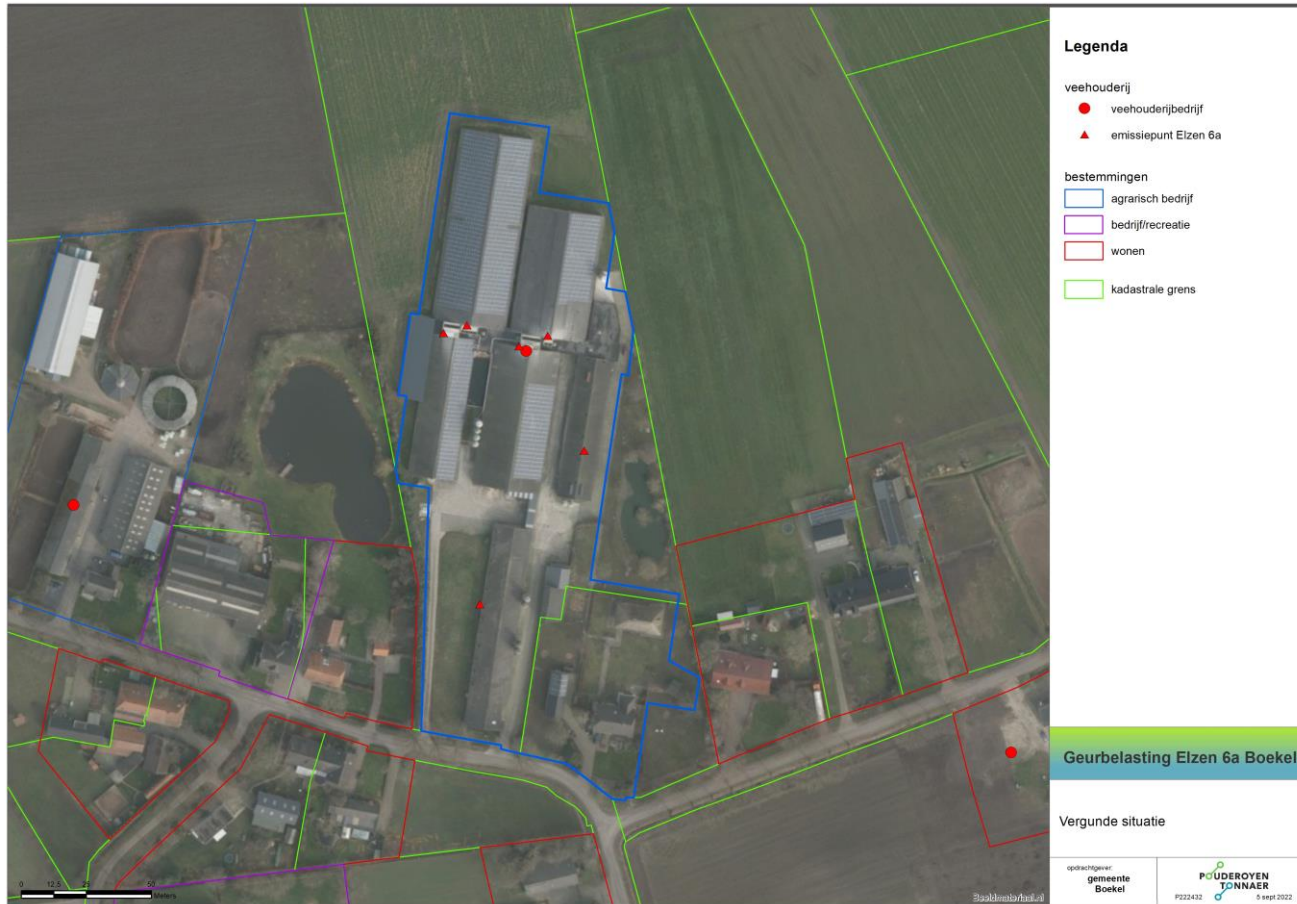 Legenda
veehouderij
veehouderijbedrijf
emissiepunt Elzen 6a
bestemmingen
agrarisch bedrijf
bedrijf/recreatie
wonen
kadastrale grens
Geurbelasting Elzen 6a Boekel
Vergunde situatie
opdrachtgever:
gemeente
Boekel
POUDEROYEN
TONNAER
P222432
5 sept 2022
0 12,5 25 50
Meters
Beeldmateriaal.nl